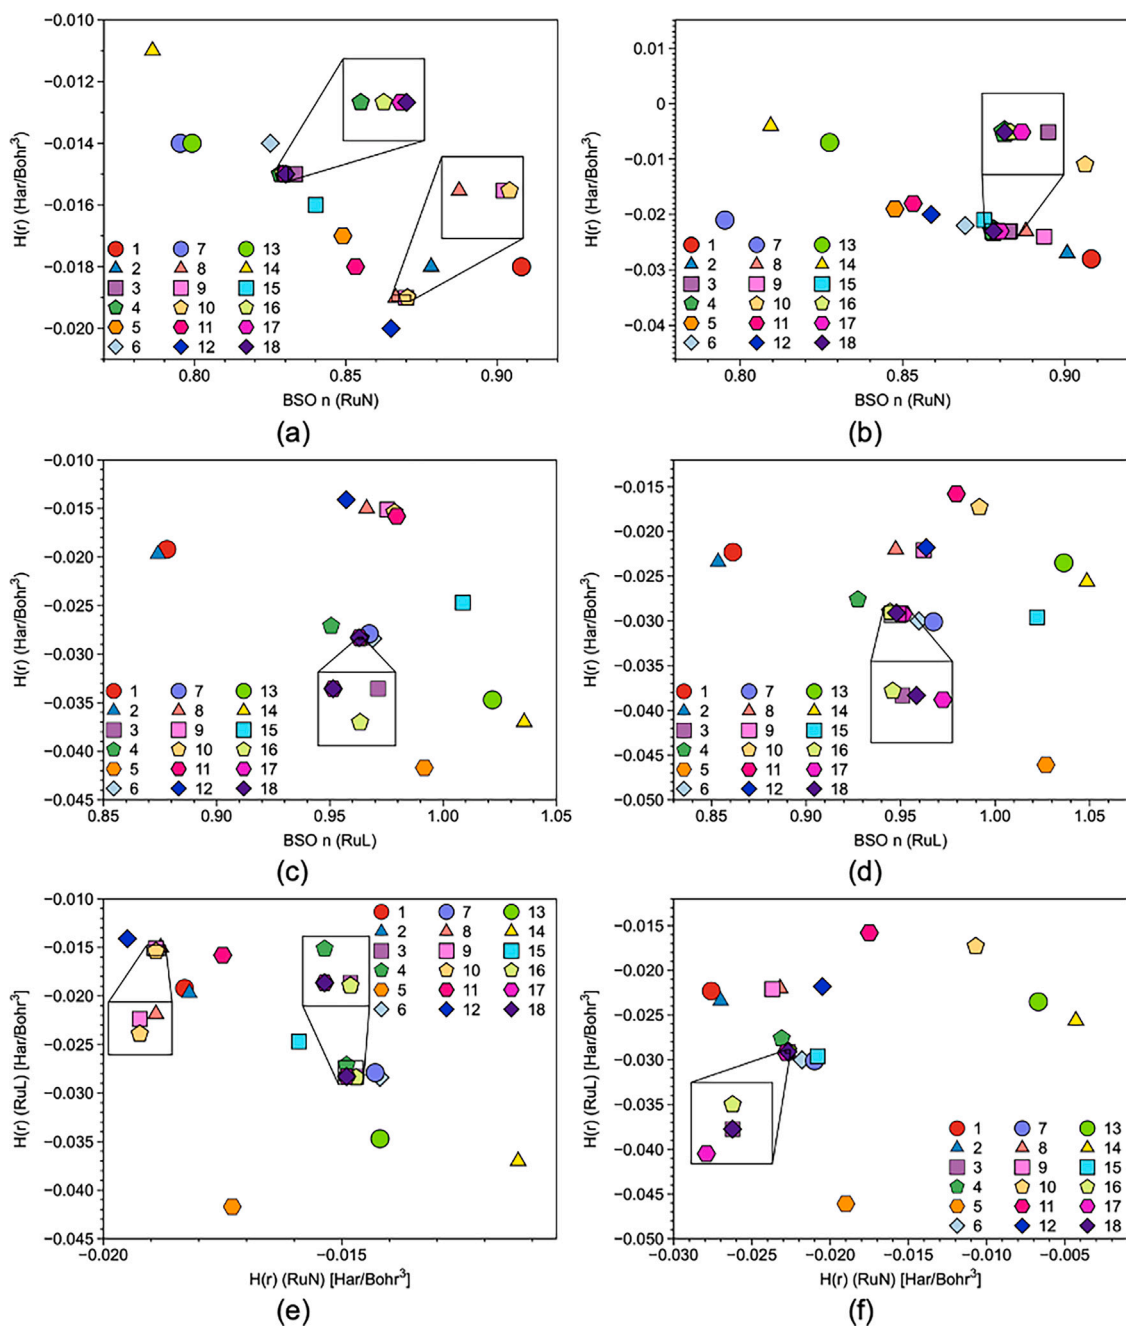 −0.010
−0.012
−0.014
−0.016
−0.018
−0.020
H(r) (Har/Bohr³)
1 7 13
2 8 14
3 9 15
4 10 16
5 11 17
6 12 18
0.80 0.85 0.90
BSO n (RuN)
(a)
0.01
0
−0.01
−0.02
−0.03
−0.04
H(r) (Har/Bohr³)
1 7 13
2 8 14
3 9 15
4 10 16
5 11 17
6 12 18
0.80 0.85 0.90
BSO n (RuN)
(b)
−0.010
−0.015
−0.020
−0.025
−0.030
−0.035
−0.040
−0.045
H(r) (Har/Bohr³)
1 7 13
2 8 14
3 9 15
4 10 16
5 11 17
6 12 18
0.85 0.90 0.95 1.00 1.05
BSO n (RuL)
(c)
−0.015
−0.020
−0.025
−0.030
−0.035
−0.040
−0.045
−0.050
H(r) (Har/Bohr³)
1 7 13
2 8 14
3 9 15
4 10 16
5 11 17
6 12 18
0.85 0.90 0.95 1.00 1.05
BSO n (RuL)
(d)
−0.010
−0.015
−0.020
−0.025
−0.030
−0.035
−0.040
−0.045
H(r) (RuL) [Har/Bohr³]
1 7 13
2 8 14
3 9 15
4 10 16
5 11 17
6 12 18
−0.020 −0.015
H(r) (RuN) [Har/Bohr³]
(e)
−0.015
−0.020
−0.025
−0.030
−0.035
−0.040
−0.045
−0.050
H(r) (RuL) [Har/Bohr³]
1 7 13
2 8 14
3 9 15
4 10 16
5 11 17
6 12 18
−0.030 −0.025 −0.020 −0.015 −0.010 −0.005
H(r) (RuN) [Har/Bohr³]
(f)